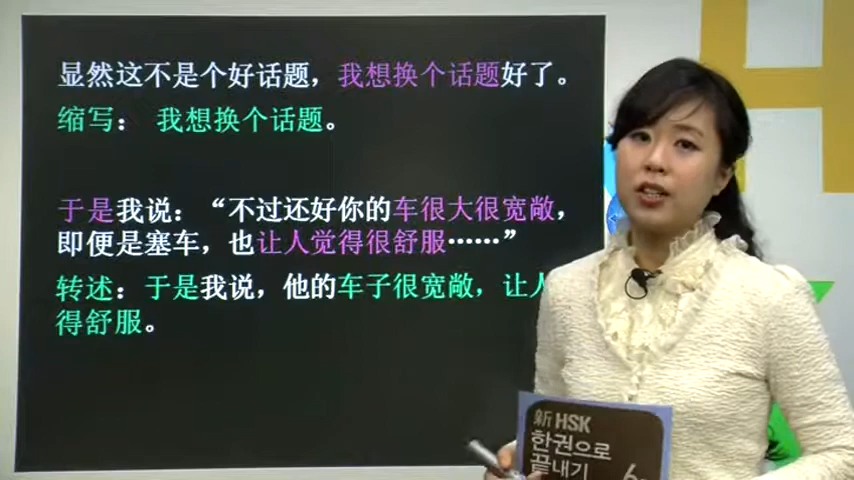 显然这不是个好话题，我想换个话题好了。
缩写： 我想换个话题。
于是我说：“不过还好你的车很大很宽敞，
即便是塞车，也让人觉得很舒服……”
转述：于是我说，他的车子很宽敞，让人
得舒服。
新 HSK
한권으로
끝내기
6